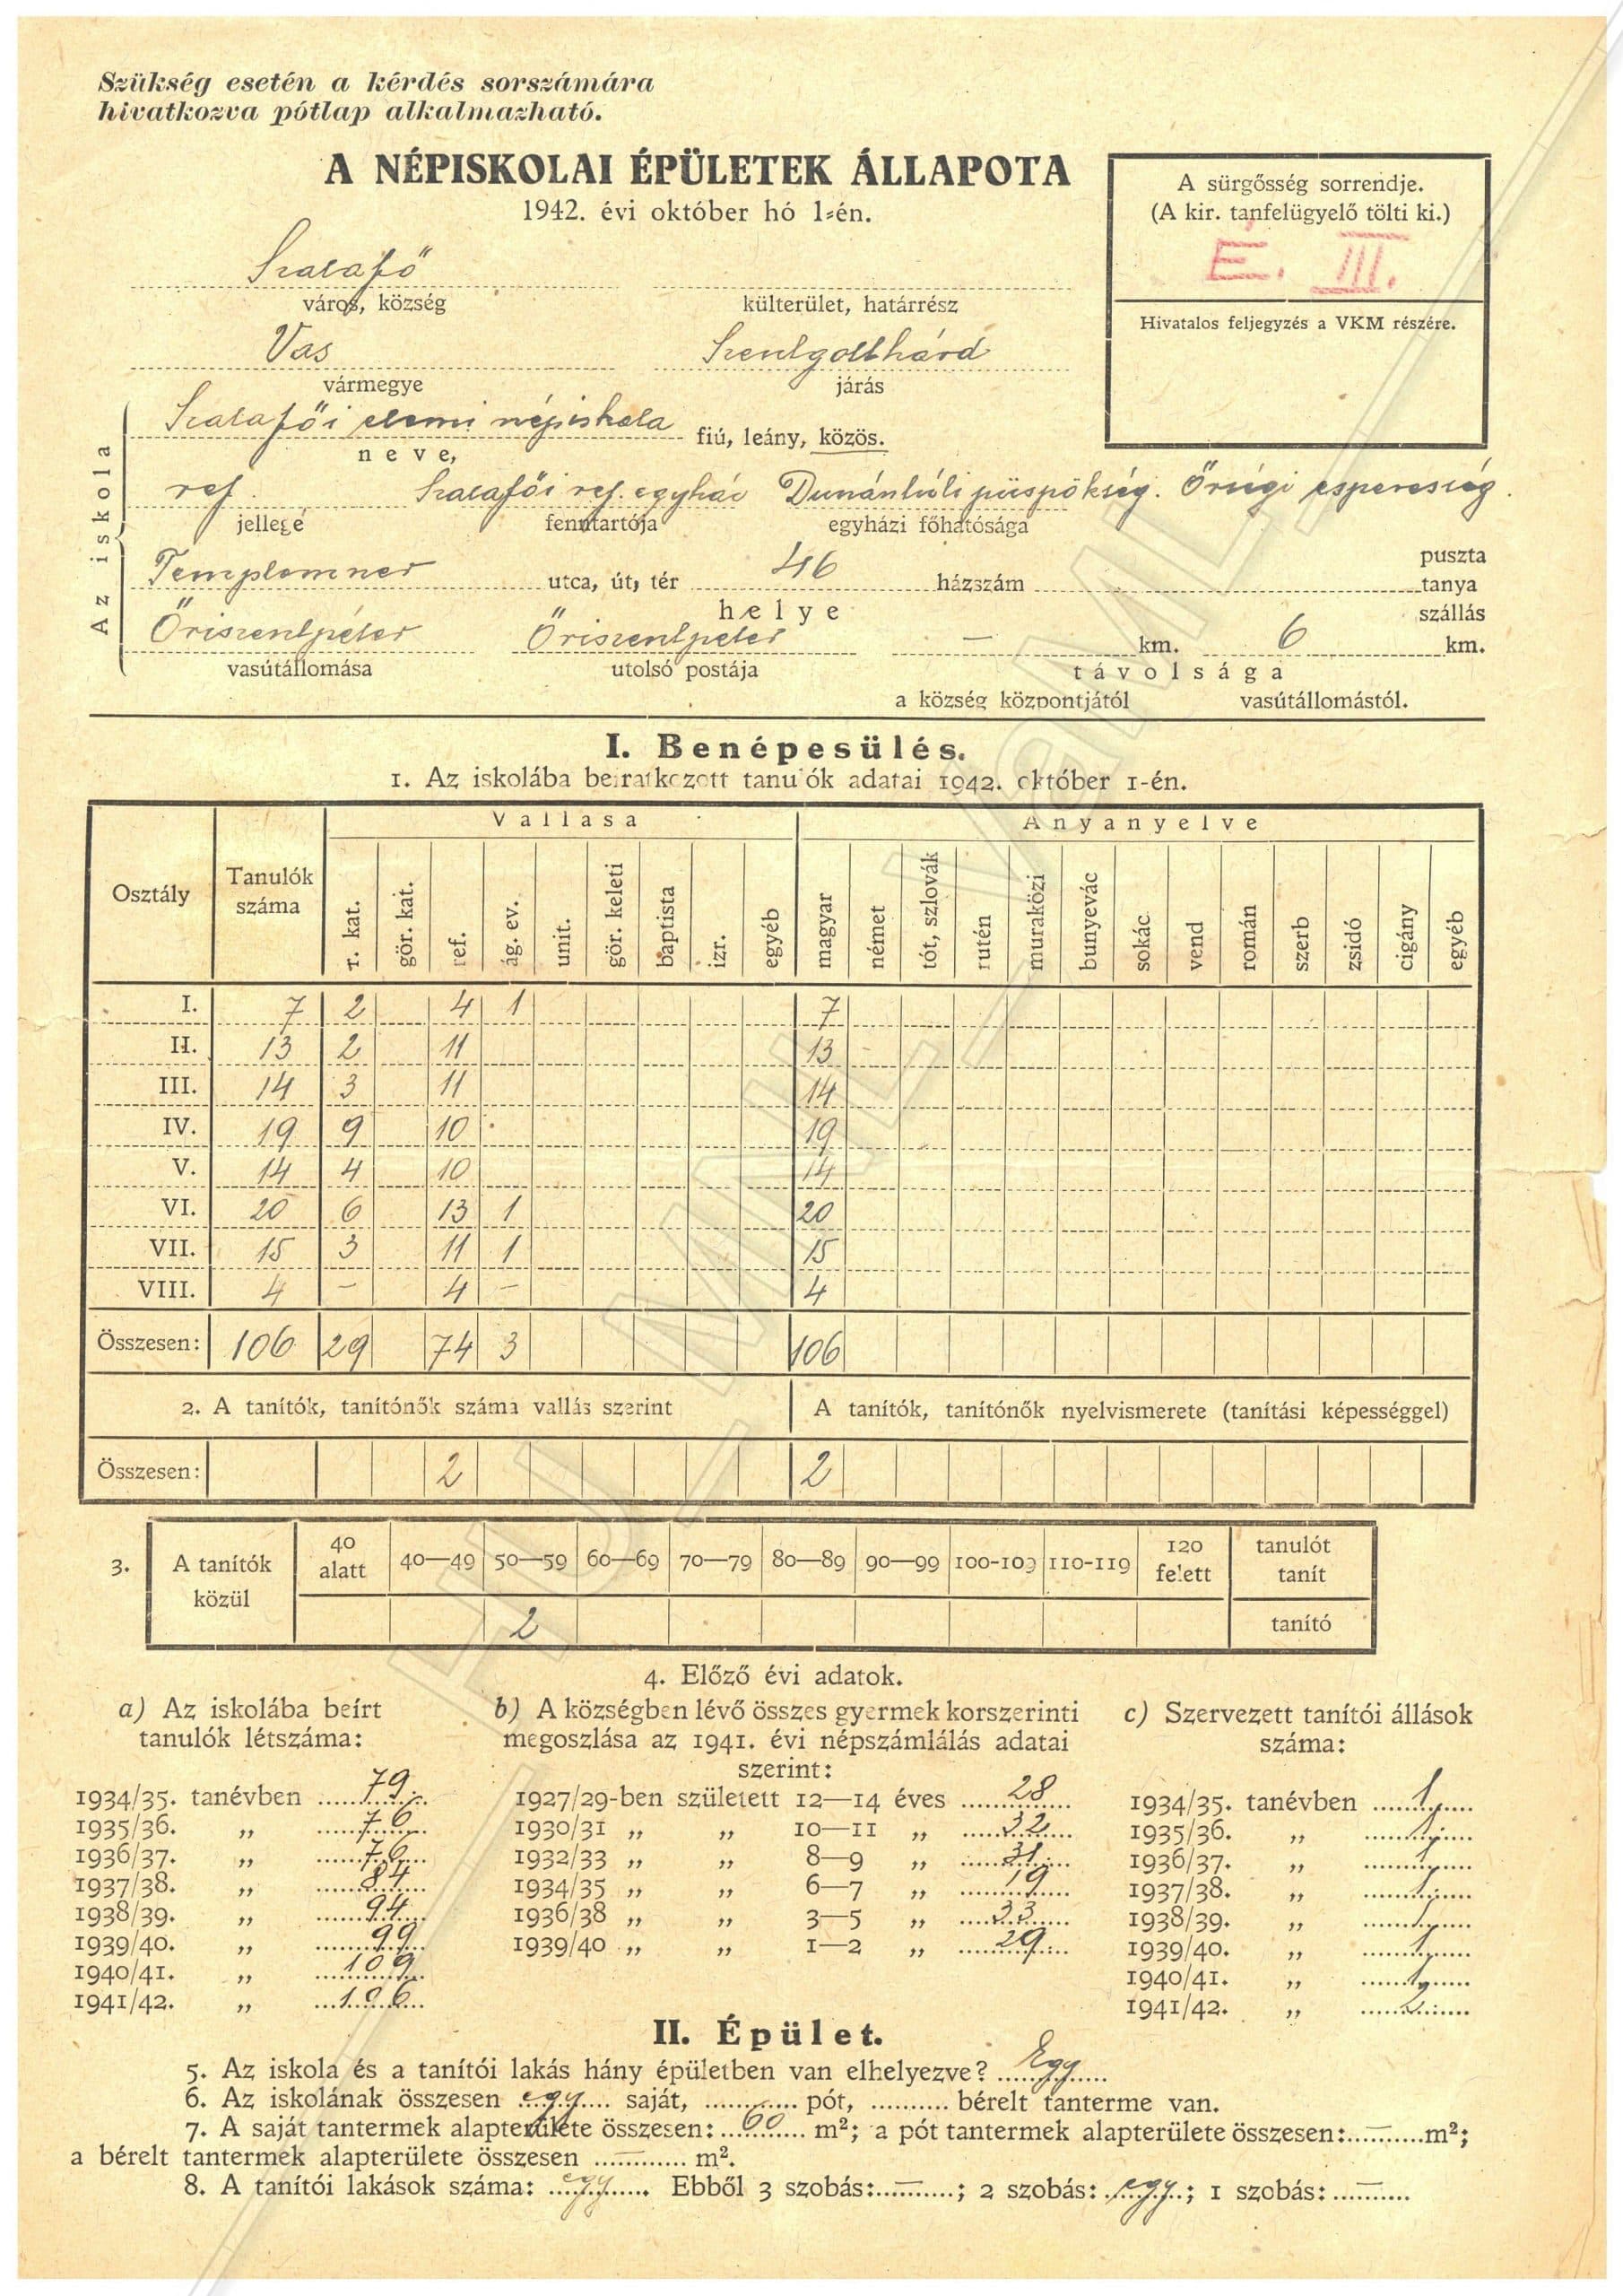 Szükség esetén a kérdés sorszámára
hivatkozva pótlap alkalmazható.
A NÉPISKOLAI ÉPÜLETEK ÁLLAPOTA
1942. évi október hó 1-én.
A sürgősség sorrendje.
(A kir. tanfelügyelő tölti ki.)
É. III.
Hivatalos feljegyzés a VKM részére.
Szalafő
város, község külterület, határrész
Vas Szentgotthárd
vármegye járás
Az iskola
Szalafői elemi népiskola fiú, leány, közös.
neve,
ref. Szalafői ref. egyház Dunántúli püspökség. Őrségi esperesség.
jellege fenntartója egyházi főhatósága
Templomszer utca, út, tér 46 házszám puszta
tanya
szállás
helye
Őriszentpéter Őriszentpéter — km. 6 km.
vasútállomása utolsó postája távolsága
a község központjától vasútállomástól.
I. Benépesülés.
1. Az iskolába beiratkozott tanulók adatai 1942. október 1-én.
Osztály Tanulók száma Vallása Anyanyelve
r. kat. gör. kat. ref. ág. ev. unit. gör. keleti baptista izr. egyéb magyar német tót, szlovák rutén muraközi bunyevác sokác vend román szerb zsidó cigány egyéb
I. 7 2 4 1 7
II. 13 2 11 13
III. 14 3 11 14
IV. 19 9 10 19
V. 14 4 10 14
VI. 20 6 13 1 20
VII. 15 3 11 1 15
VIII. 4 – 4 – 4
Összesen: 106 29 74 3 106
2. A tanítók, tanítónők száma vallás szerint A tanítók, tanítónők nyelvismerete (tanítási képességgel)
Összesen: 2 2
3. A tanítók közül 40 alatt 40—49 50—59 60—69 70—79 80—89 90—99 100-109 110-119 120 felett tanulót tanít
2 tanító
4. Előző évi adatok.
a) Az iskolába beírt
tanulók létszáma:
1934/35. tanévben 79
1935/36. „ 76
1936/37. „ 76
1937/38. „ 84
1938/39. „ 94
1939/40. „ 99
1940/41. „ 109
1941/42. „ 106
b) A községben lévő összes gyermek korszerinti
megoszlása az 1941. évi népszámlálás adatai
szerint:
1927/29-ben született 12—14 éves 28
1930/31 „ „ 10—11 „ 32
1932/33 „ „ 8—9 „ 31
1934/35 „ „ 6—7 „ 19
1936/38 „ „ 3—5 „ 33
1939/40 „ „ 1—2 „ 29
c) Szervezett tanítói állások
száma:
1934/35. tanévben 1
1935/36. „ 1
1936/37. „ 1
1937/38. „ 1
1938/39. „ 1
1939/40. „ 1
1940/41. „
1941/42. „ 2
II. Épület.
5. Az iskola és a tanítói lakás hány épületben van elhelyezve? Egy
6. Az iskolának összesen egy saját, .......... pót, .......... bérelt tanterme van.
7. A saját tantermek alapterülete összesen: 60 m²; a pót tantermek alapterülete összesen: — m²;
a bérelt tantermek alapterülete összesen — m².
8. A tanítói lakások száma: egy. Ebből 3 szobás: —; 2 szobás: egy; 1 szobás: —
HU_MNL_VaML